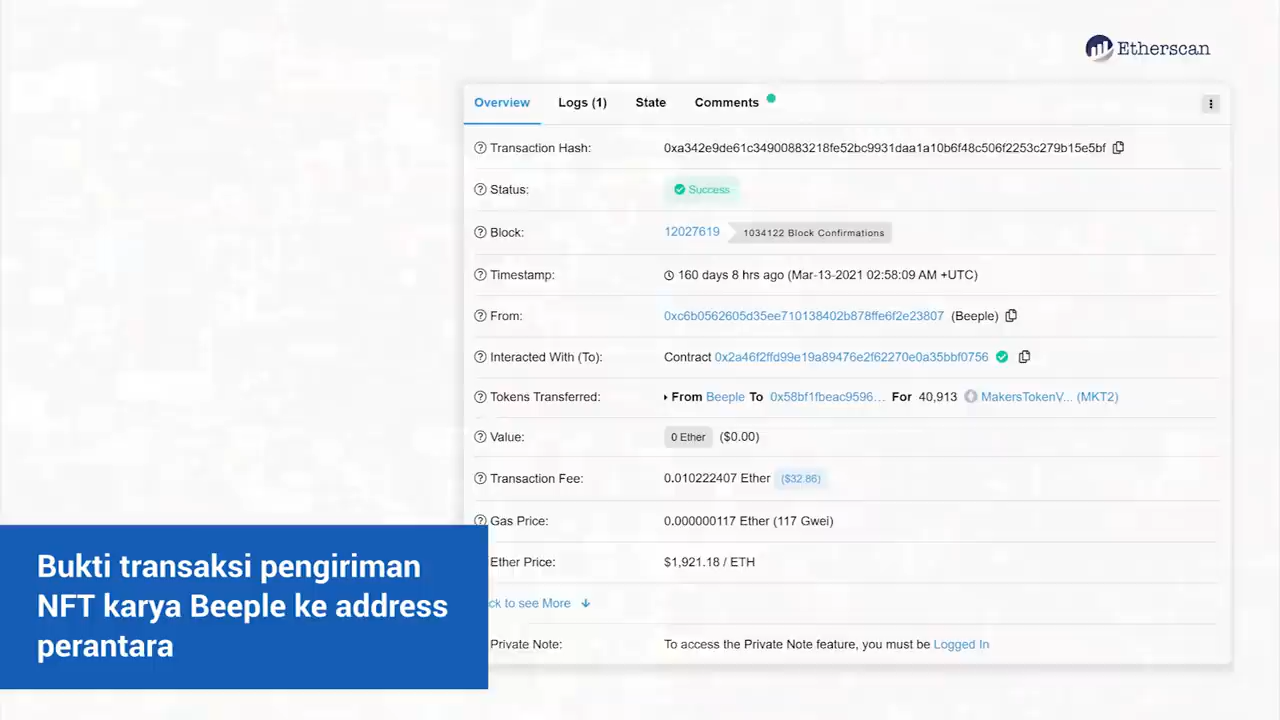 Etherscan
Overview Logs (1) State Comments
Transaction Hash: 0xa342e9de61c34900883218fe52bc9931daa1a10b6f48c506f2253c279b15e5bf
Status: Success
Block: 12027619 1034122 Block Confirmations
Timestamp: 160 days 8 hrs ago (Mar-13-2021 02:58:09 AM +UTC)
From: 0xc6b0562605d35ee710138402b878ffe6f2e23807 (Beeple)
Interacted With (To): Contract 0x2a46f2ffd99e19a89476e2f62270e0a35bbf0756
Tokens Transferred: From Beeple To 0x58bf1fbeac9596... For 40,913 MakersTokenV... (MKT2)
Value: 0 Ether ($0.00)
Transaction Fee: 0.010222407 Ether ($32.86)
Gas Price: 0.000000117 Ether (117 Gwei)
Ether Price: $1,921.18 / ETH
ck to see More
Private Note: To access the Private Note feature, you must be Logged In
Bukti transaksi pengiriman
NFT karya Beeple ke address
perantara